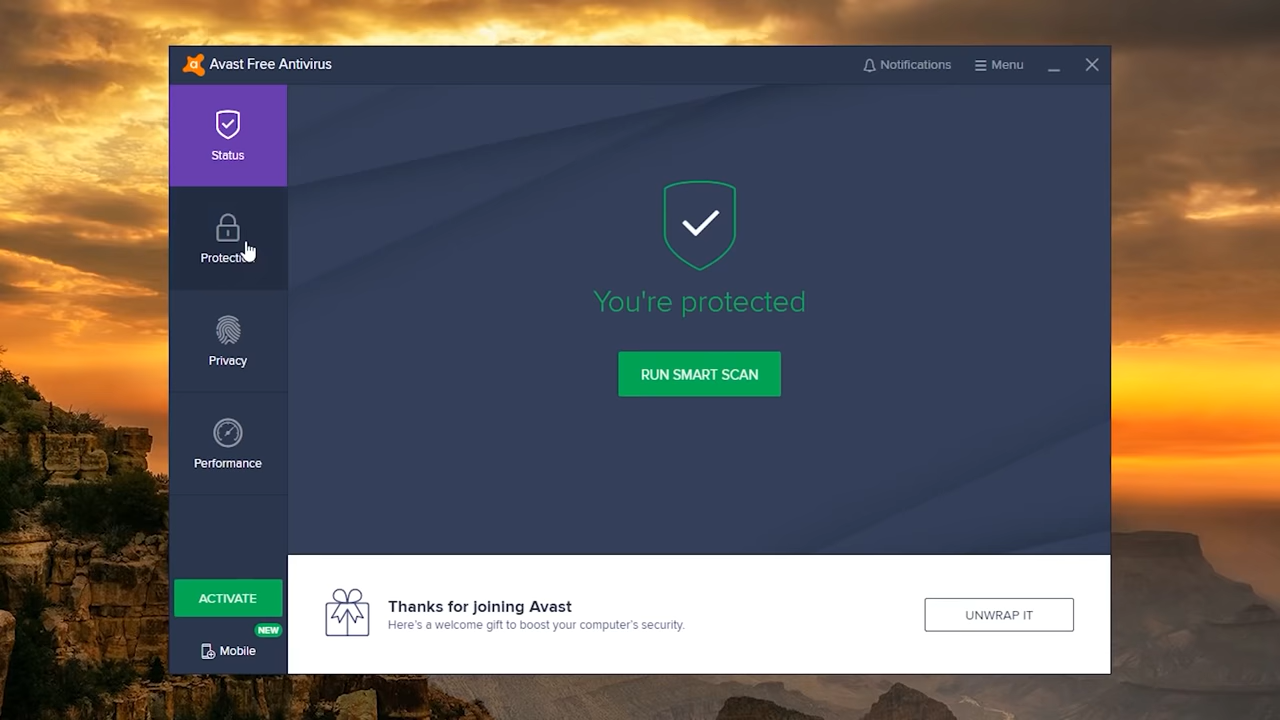 Avast Free Antivirus
Notifications
Menu
Status
Privacy
Performance
ACTIVATE
NEW
Mobile
You're protected
RUN SMART SCAN
Thanks for joining Avast
Here's a welcome gift to boost your computer's security.
UNWRAP IT